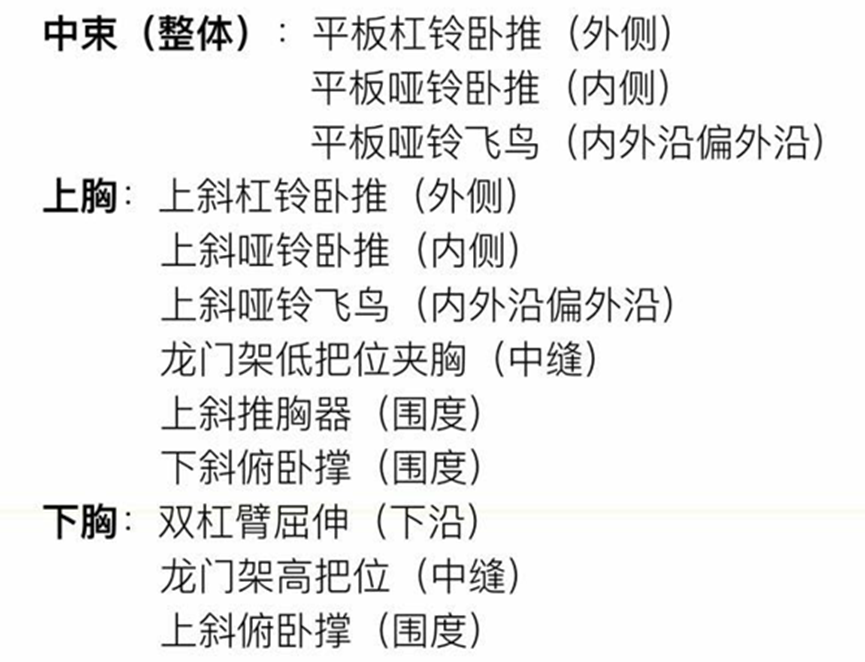 中束（整体）：平板杠铃卧推（外侧）
平板哑铃卧推（内侧）
平板哑铃飞鸟（内外沿偏外沿）
上胸：上斜杠铃卧推（外侧）
上斜哑铃卧推（内侧）
上斜哑铃飞鸟（内外沿偏外沿）
龙门架低把位夹胸（中缝）
上斜推胸器（围度）
下斜俯卧撑（围度）
下胸：双杠臂屈伸（下沿）
龙门架高把位（中缝）
上斜俯卧撑（围度）